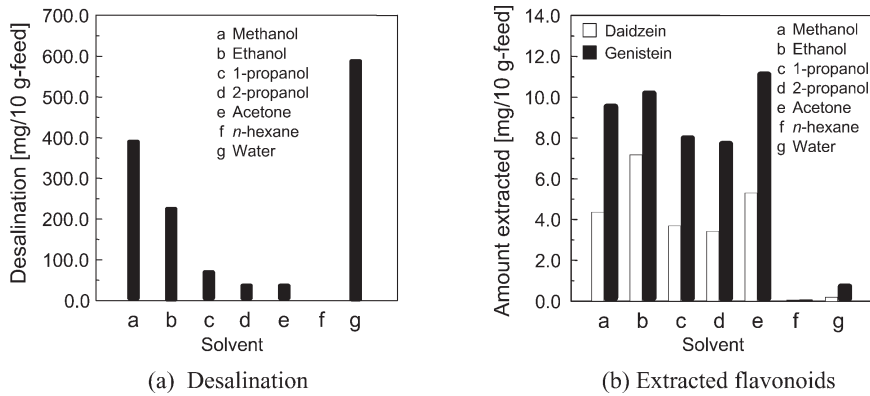 700.0
600.0
500.0
400.0
300.0
200.0
100.0
0.0
Desalination [mg/10 g-feed]
a Methanol
b Ethanol
c 1-propanol
d 2-propanol
e Acetone
f n-hexane
g Water
a b c d e f g
Solvent
(a) Desalination
14.0
12.0
10.0
8.0
6.0
4.0
2.0
0.0
Amount extracted [mg/10 g-feed]
Daidzein
Genistein
a Methanol
b Ethanol
c 1-propanol
d 2-propanol
e Acetone
f n-hexane
g Water
a b c d e f g
Solvent
(b) Extracted flavonoids